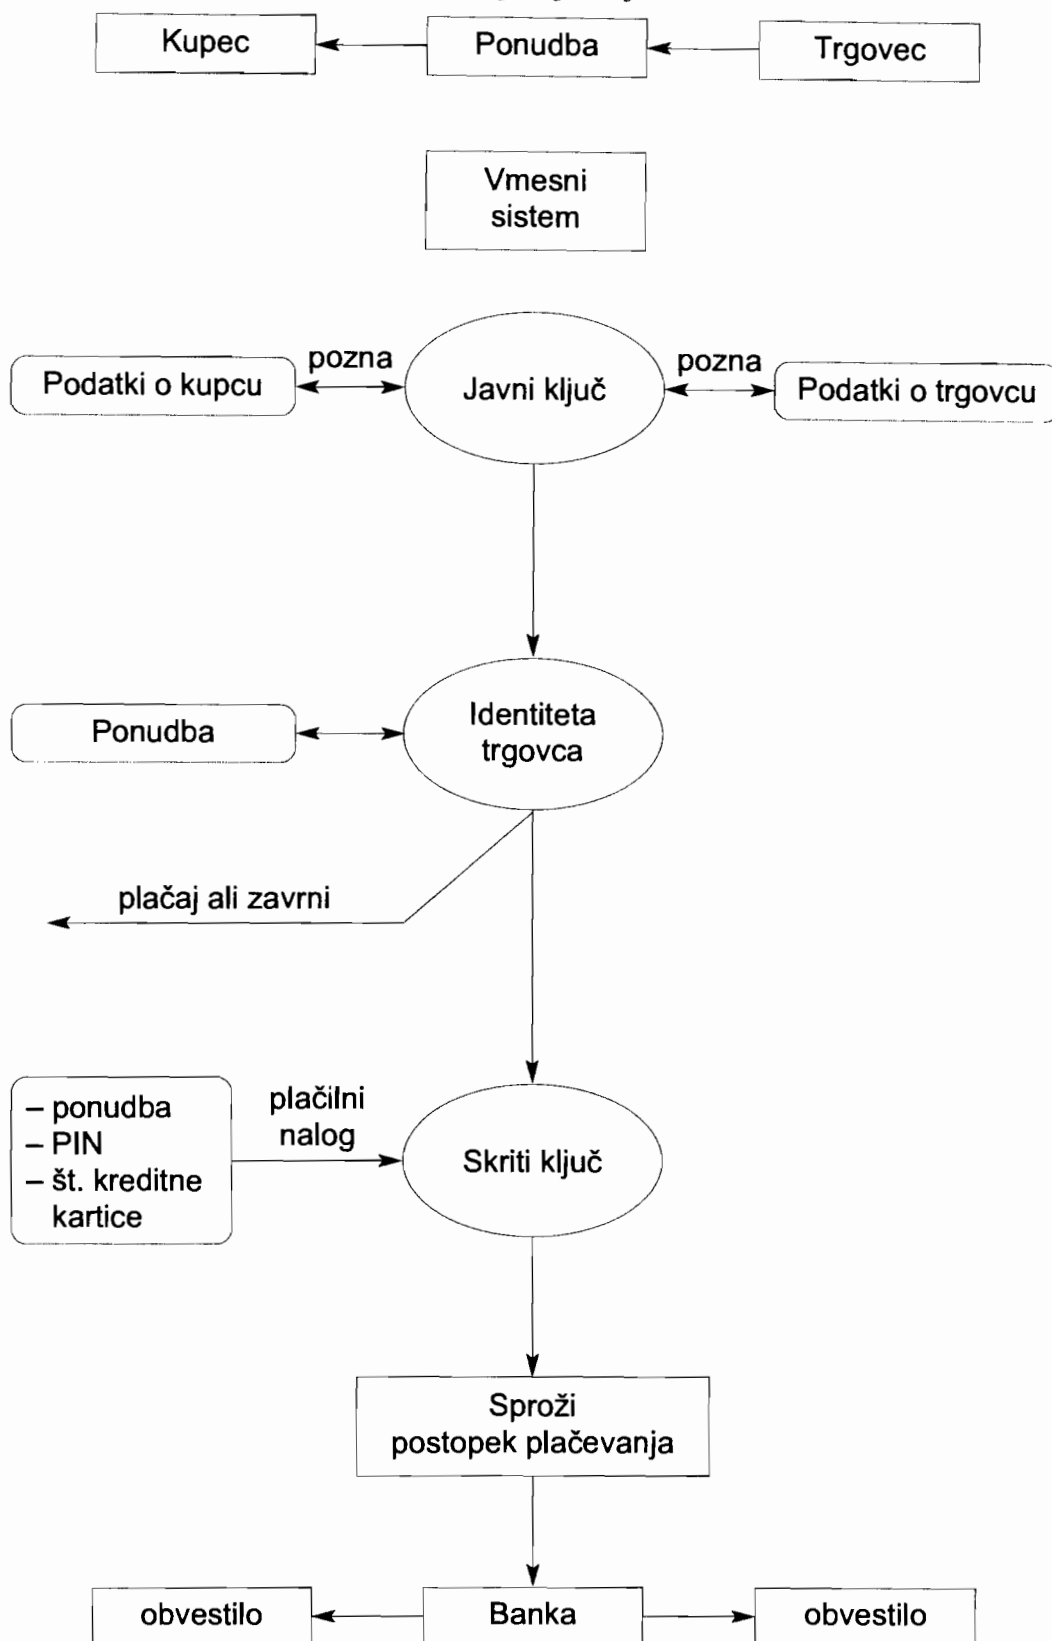 Kupec
Ponudba
Trgovec
Vmesni
sistem
pozna
pozna
Podatki o kupcu
Javni ključ
Podatki o trgovcu
Ponudba
Identiteta
trgovca
plačaj ali zavrni
– ponudba
– PIN
– št. kreditne
kartice
plačilni
nalog
Skriti ključ
Sproži
postopek plačevanja
obvestilo
Banka
obvestilo